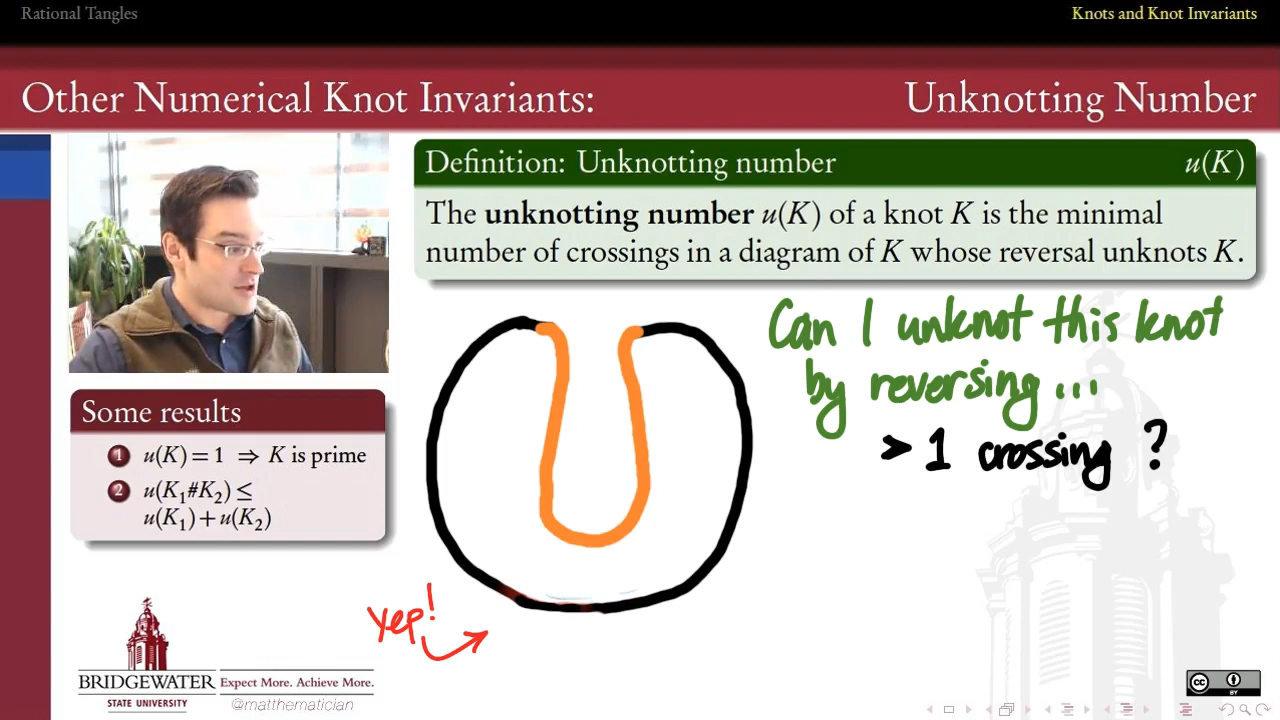 Rational Tangles
Knots and Knot Invariants
Other Numerical Knot Invariants:
Unknotting Number
Definition: Unknotting number
u(K)
The unknotting number u(K) of a knot K is the minimal
number of crossings in a diagram of K whose reversal unknots K.
Can I unknot this knot
by reversing...
> 1 crossing ?
Some results
1 u(K) = 1 ⇒ K is prime
2 u(K₁#K₂) ≤
u(K₁) + u(K₂)
Yep!
BRIDGEWATER
STATE UNIVERSITY
Expect More. Achieve More.
@matthematician
CC
BY